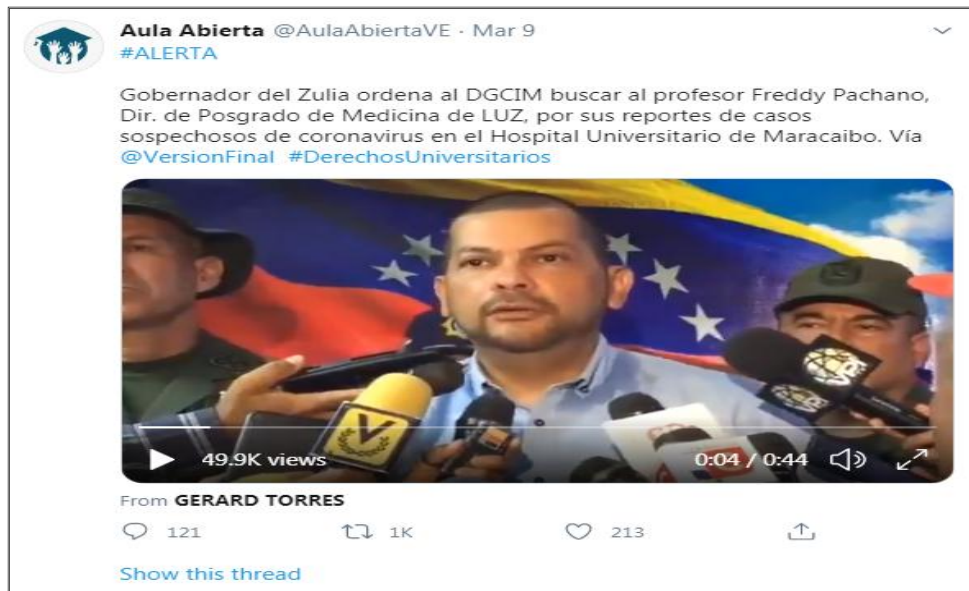 Aula Abierta @AulaAbiertaVE · Mar 9
#ALERTA
Gobernador del Zulia ordena al DGCIM buscar al profesor Freddy Pachano,
Dir. de Posgrado de Medicina de LUZ, por sus reportes de casos
sospechosos de coronavirus en el Hospital Universitario de Maracaibo. Vía
@VersionFinal #DerechosUniversitarios
V
49.9K views
0:04 / 0:44
From GERARD TORRES
121 1K 213
Show this thread